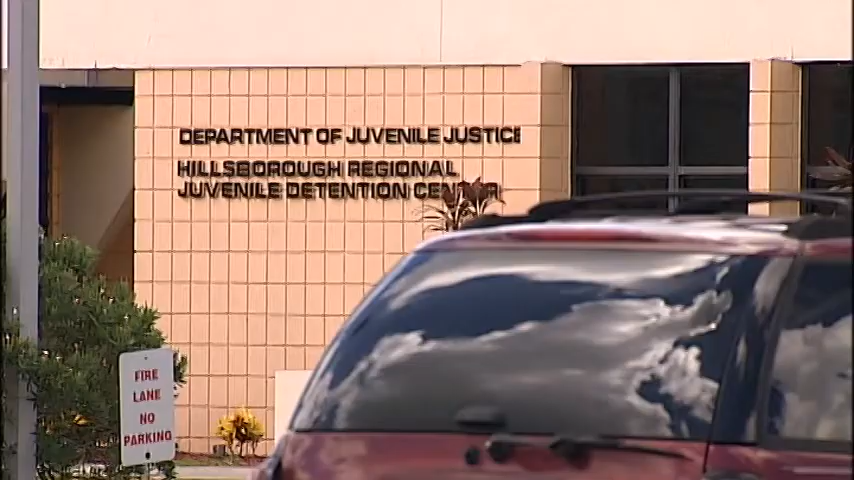 DEPARTMENT OF JUVENILE JUSTICE
HILLSBOROUGH REGIONAL
JUVENILE DETENTION CENTER
FIRE
LANE
NO
PARKING